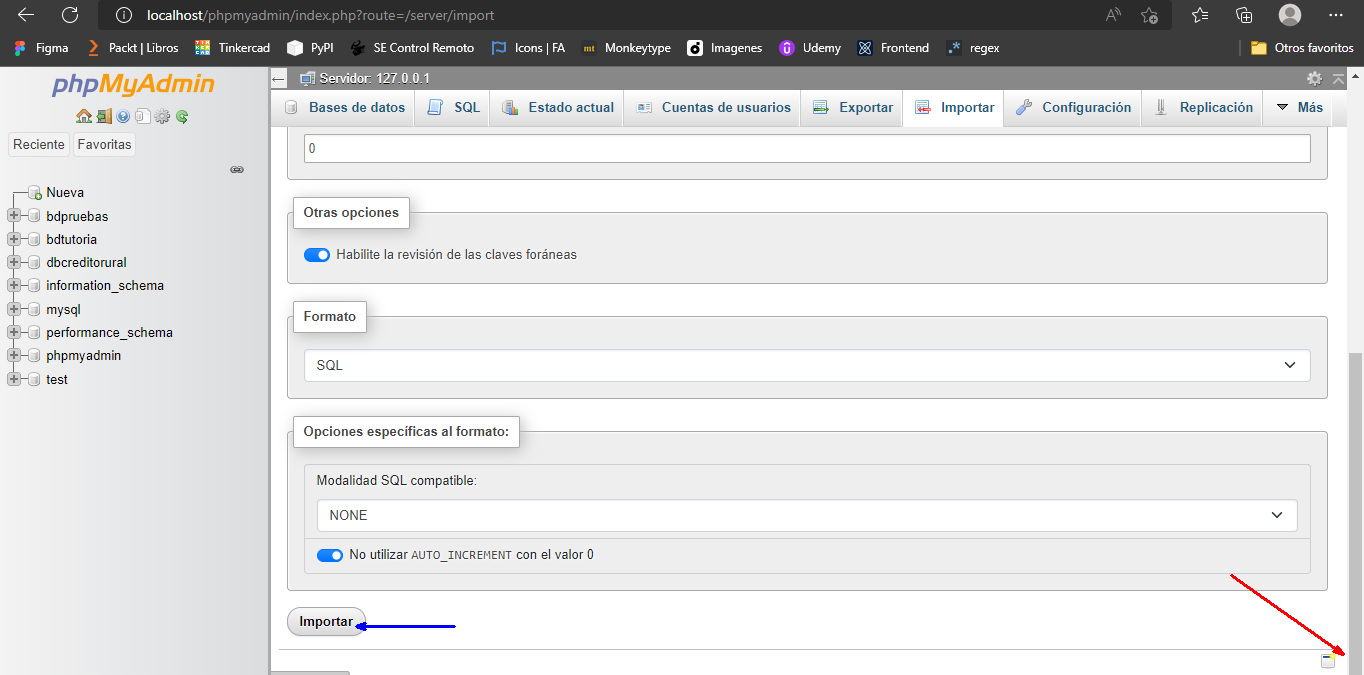 localhost/phpmyadmin/index.php?route=/server/import
Figma Packt | Libros Tinkercad PyPI SE Control Remoto Icons | FA Monkeytype Imagenes Udemy Frontend regex Otros favoritos
phpMyAdmin
Reciente Favoritas
Nueva
bdpruebas
bdtutoria
dbcreditorural
information_schema
mysql
performance_schema
phpmyadmin
test
Servidor: 127.0.0.1
Bases de datos SQL Estado actual Cuentas de usuarios Exportar Importar Configuración Replicación Más
0
Otras opciones
Habilite la revisión de las claves foráneas
Formato
SQL
Opciones específicas al formato:
Modalidad SQL compatible:
NONE
No utilizar AUTO_INCREMENT con el valor 0
Importar